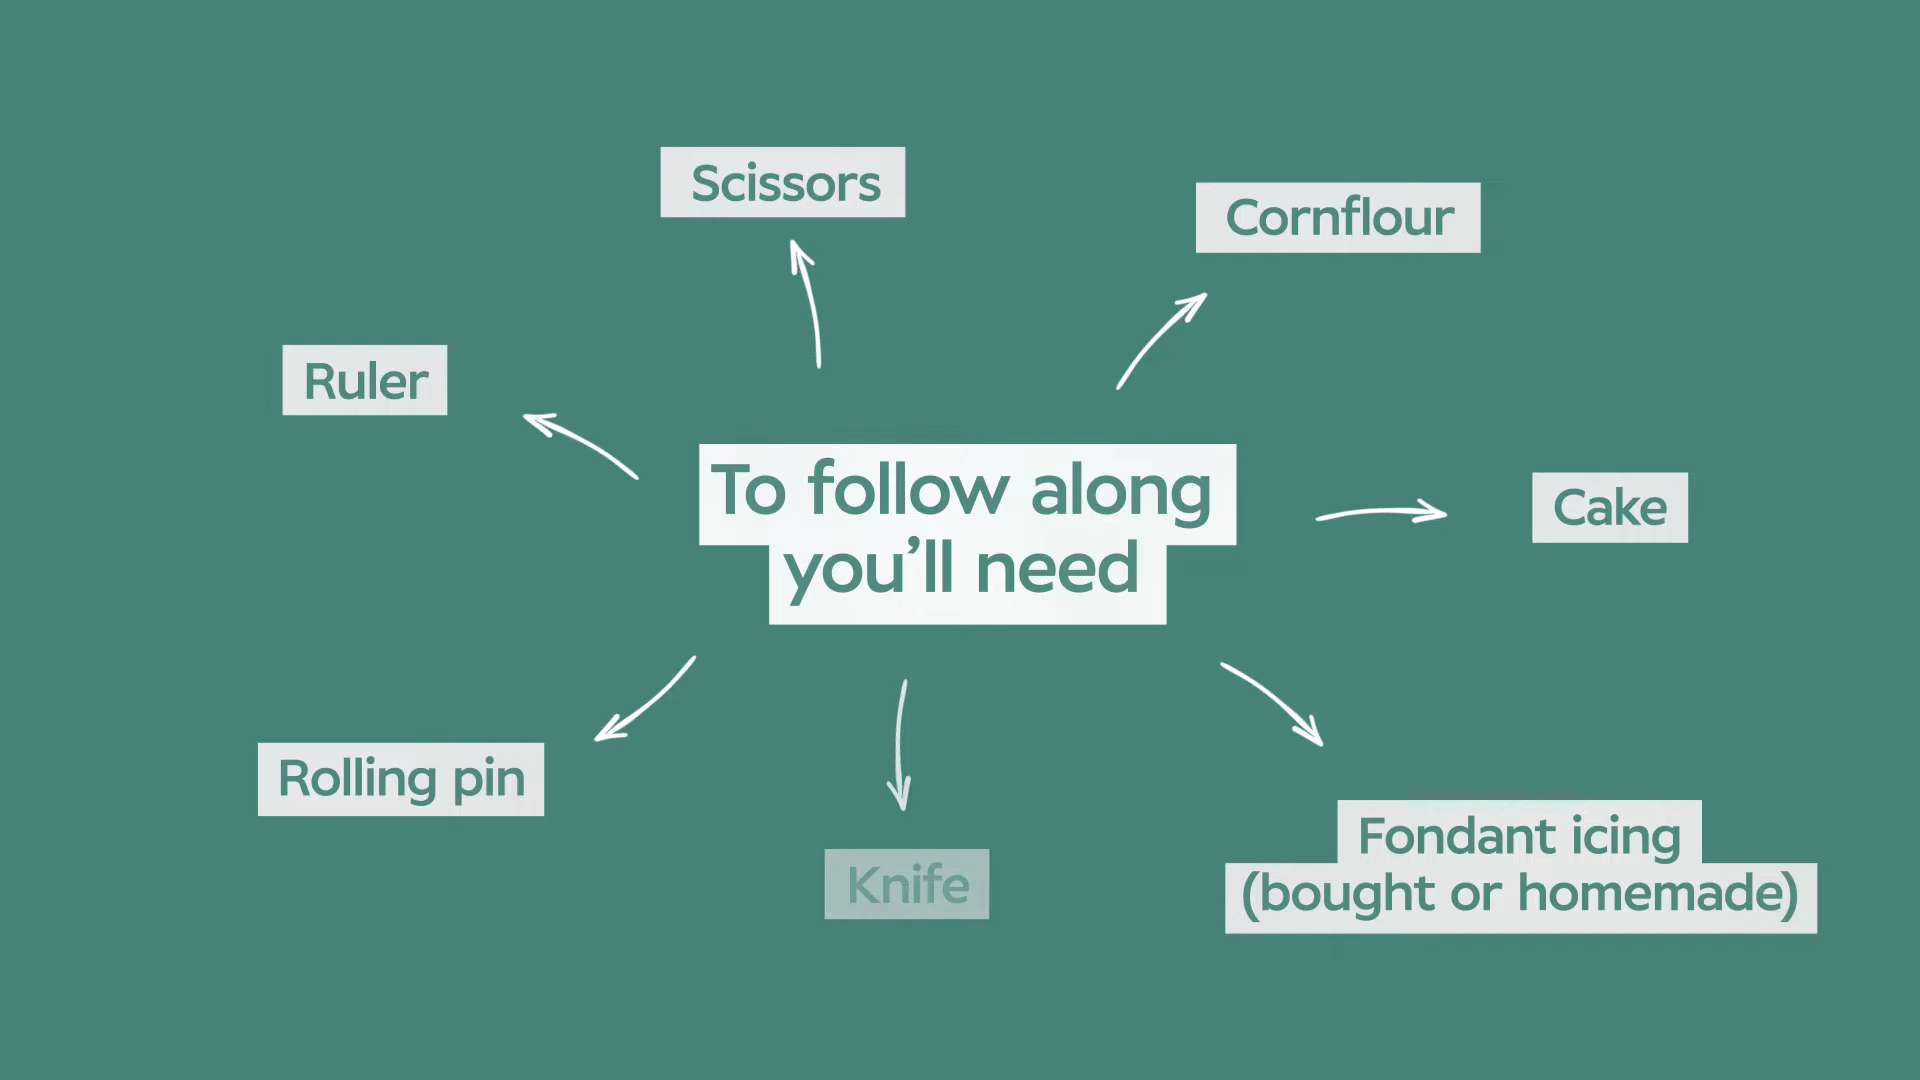 Scissors
Cornflour
Ruler
To follow along
you’ll need
Cake
Rolling pin
Knife
Fondant icing
(bought or homemade)